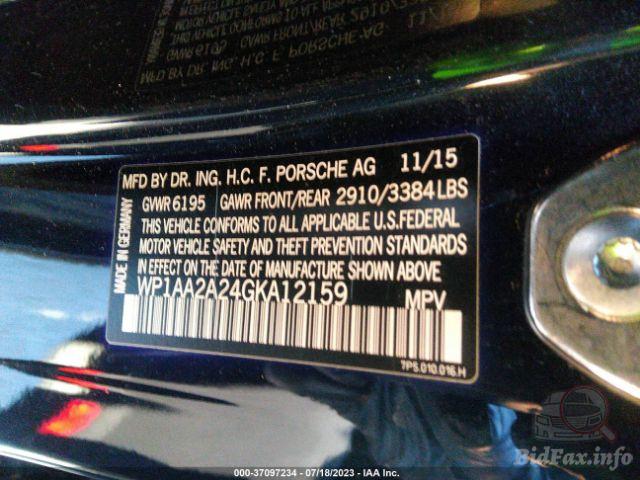 MFD BY DR. ING. H.C. F. PORSCHE AG 11/15
GVWR 6195 GAWR FRONT/REAR 2910/3384 LBS
THIS VEHICLE CONFORMS TO ALL APPLICABLE U.S.FEDERAL
MOTOR VEHICLE SAFETY AND THEFT PREVENTION STANDARDS
IN EFFECT ON THE DATE OF MANUFACTURE SHOWN ABOVE
WP1AA2A24GKA12159 MPV
MADE IN GERMANY
7P5.010.016.H
000-37097234 - 07/18/2023 - IAA Inc.
BidFax.info